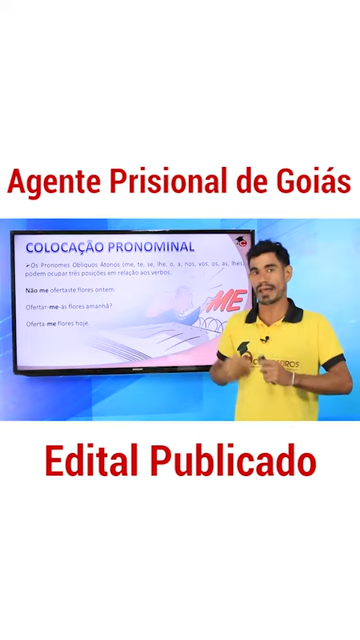 Agente Prisional de Goiás
COLOCAÇÃO PRONOMINAL
➤ Os Pronomes Oblíquos Átonos (me, te, se, lhe, o, a, nos, vos, os, as, lhes
podem ocupar três posições em relação aos verbos.
Não me ofertaste flores ontem.
Ofertar-me-ás flores amanhã?
Oferta-me flores hoje.
ME
Edital Publicado